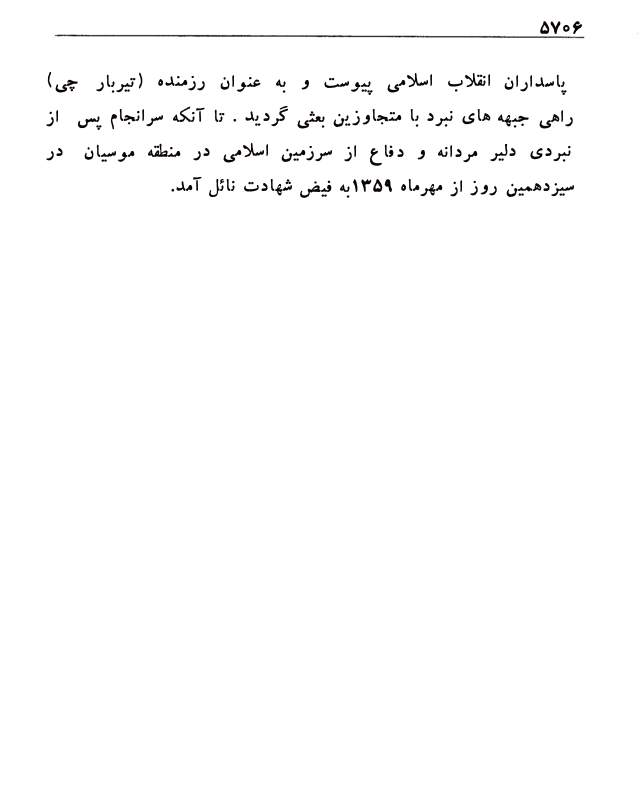 ۵۷۰۶
پاسداران انقلاب اسلامی پیوست و به عنوان رزمنده (تیربار چی)
راهی جبهه های نبرد با متجاوزین بعثی گردید . تا آنکه سرانجام پس از
نبردی دلیر مردانه و دفاع از سرزمین اسلامی در منطقه موسیان در
سیزدهمین روز از مهرماه ۱۳۵۹به فیض شهادت نائل آمد.